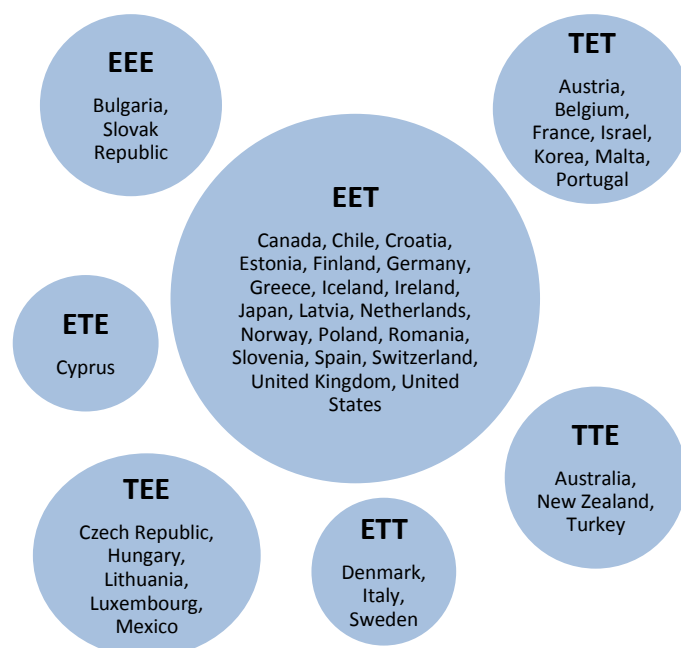 EEE
Bulgaria,
Slovak
Republic
TET
Austria,
Belgium,
France, Israel,
Korea, Malta,
Portugal
EET
Canada, Chile, Croatia,
Estonia, Finland, Germany,
Greece, Iceland, Ireland,
Japan, Latvia, Netherlands,
Norway, Poland, Romania,
Slovenia, Spain, Switzerland,
United Kingdom, United
States
ETE
Cyprus
TTE
Australia,
New Zealand,
Turkey
TEE
Czech Republic,
Hungary,
Lithuania,
Luxembourg,
Mexico
ETT
Denmark,
Italy,
Sweden